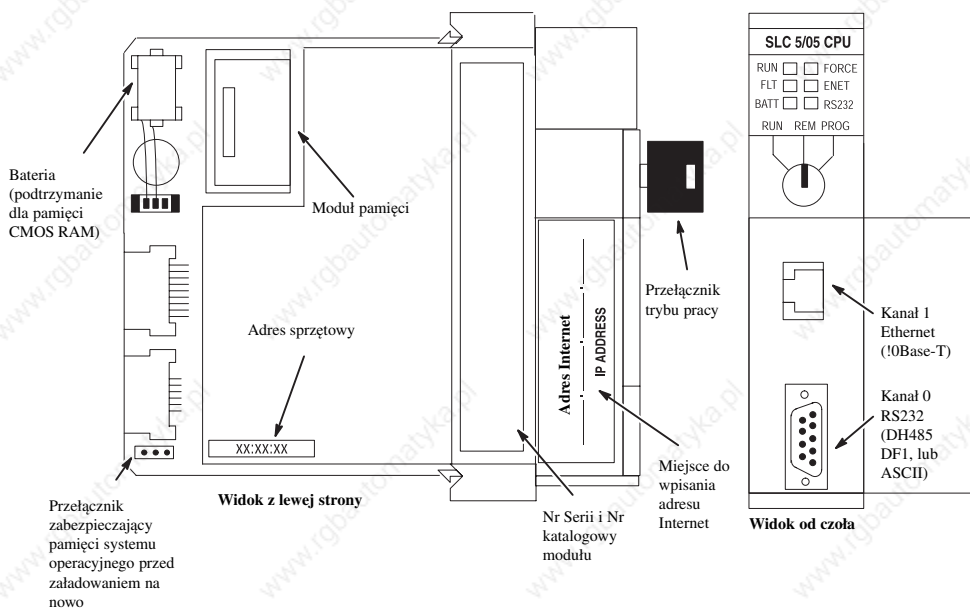 Bateria
(podtrzymanie
dla pamięci
CMOS RAM)
Moduł pamięci
Adres sprzętowy
XX:XX:XX
Przełącznik
zabezpieczający
pamięci systemu
operacyjnego przed
załadowaniem na
nowo
Widok z lewej strony
Adres Internet
IP ADDRESS
Przełącznik
trybu pracy
Nr Serii i Nr
katalogowy
modułu
Miejsce do
wpisania
adresu
Internet
SLC 5/05 CPU
RUN FORCE
FLT ENET
BATT RS232
RUN REM PROG
Kanał 1
Ethernet
(!0Base-T)
Kanał 0
RS232
(DH485
DF1, lub
ASCII)
Widok od czoła
www.rgbautomatyka.pl